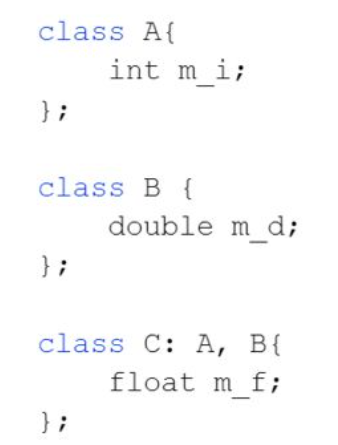 class A{
int m_i;
};
class B {
double m_d;
};
class C: A, B{
float m_f;
};